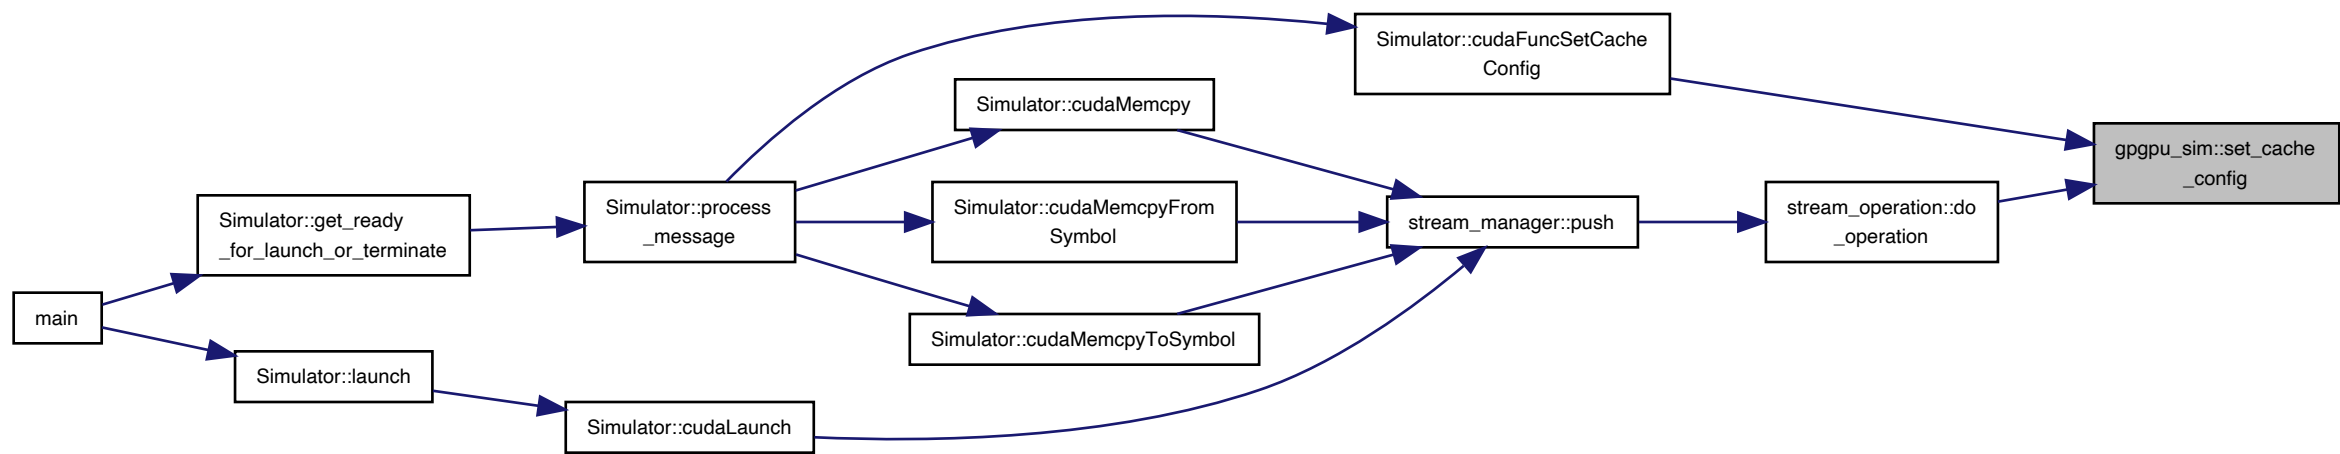 main
Simulator::get_ready
_for_launch_or_terminate
Simulator::launch
Simulator::process
_message
Simulator::cudaLaunch
Simulator::cudaMemcpy
Simulator::cudaMemcpyFrom
Symbol
Simulator::cudaMemcpyToSymbol
Simulator::cudaFuncSetCache
Config
stream_manager::push
stream_operation::do
_operation
gpgpu_sim::set_cache
_config